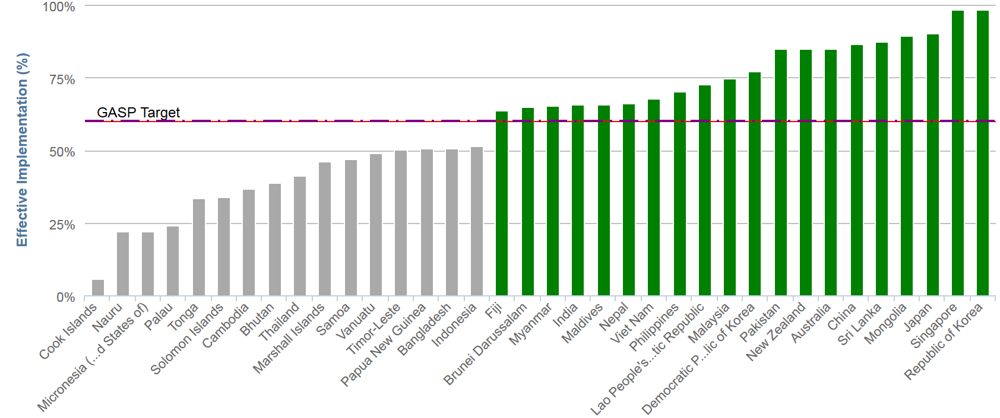 100%
75%
50%
25%
0%
Effective Implementation (%)
GASP Target
Cook Islands
Nauru
Micronesia (...d States of)
Palau
Tonga
Solomon Islands
Cambodia
Bhutan
Thailand
Marshall Islands
Samoa
Vanuatu
Timor-Leste
Papua New Guinea
Bangladesh
Indonesia
Fiji
Brunei Darussalam
Myanmar
India
Maldives
Nepal
Viet Nam
Philippines
Lao People's...tic Republic
Malaysia
Democratic P...lic of Korea
Pakistan
New Zealand
Australia
China
Sri Lanka
Mongolia
Japan
Singapore
Republic of Korea